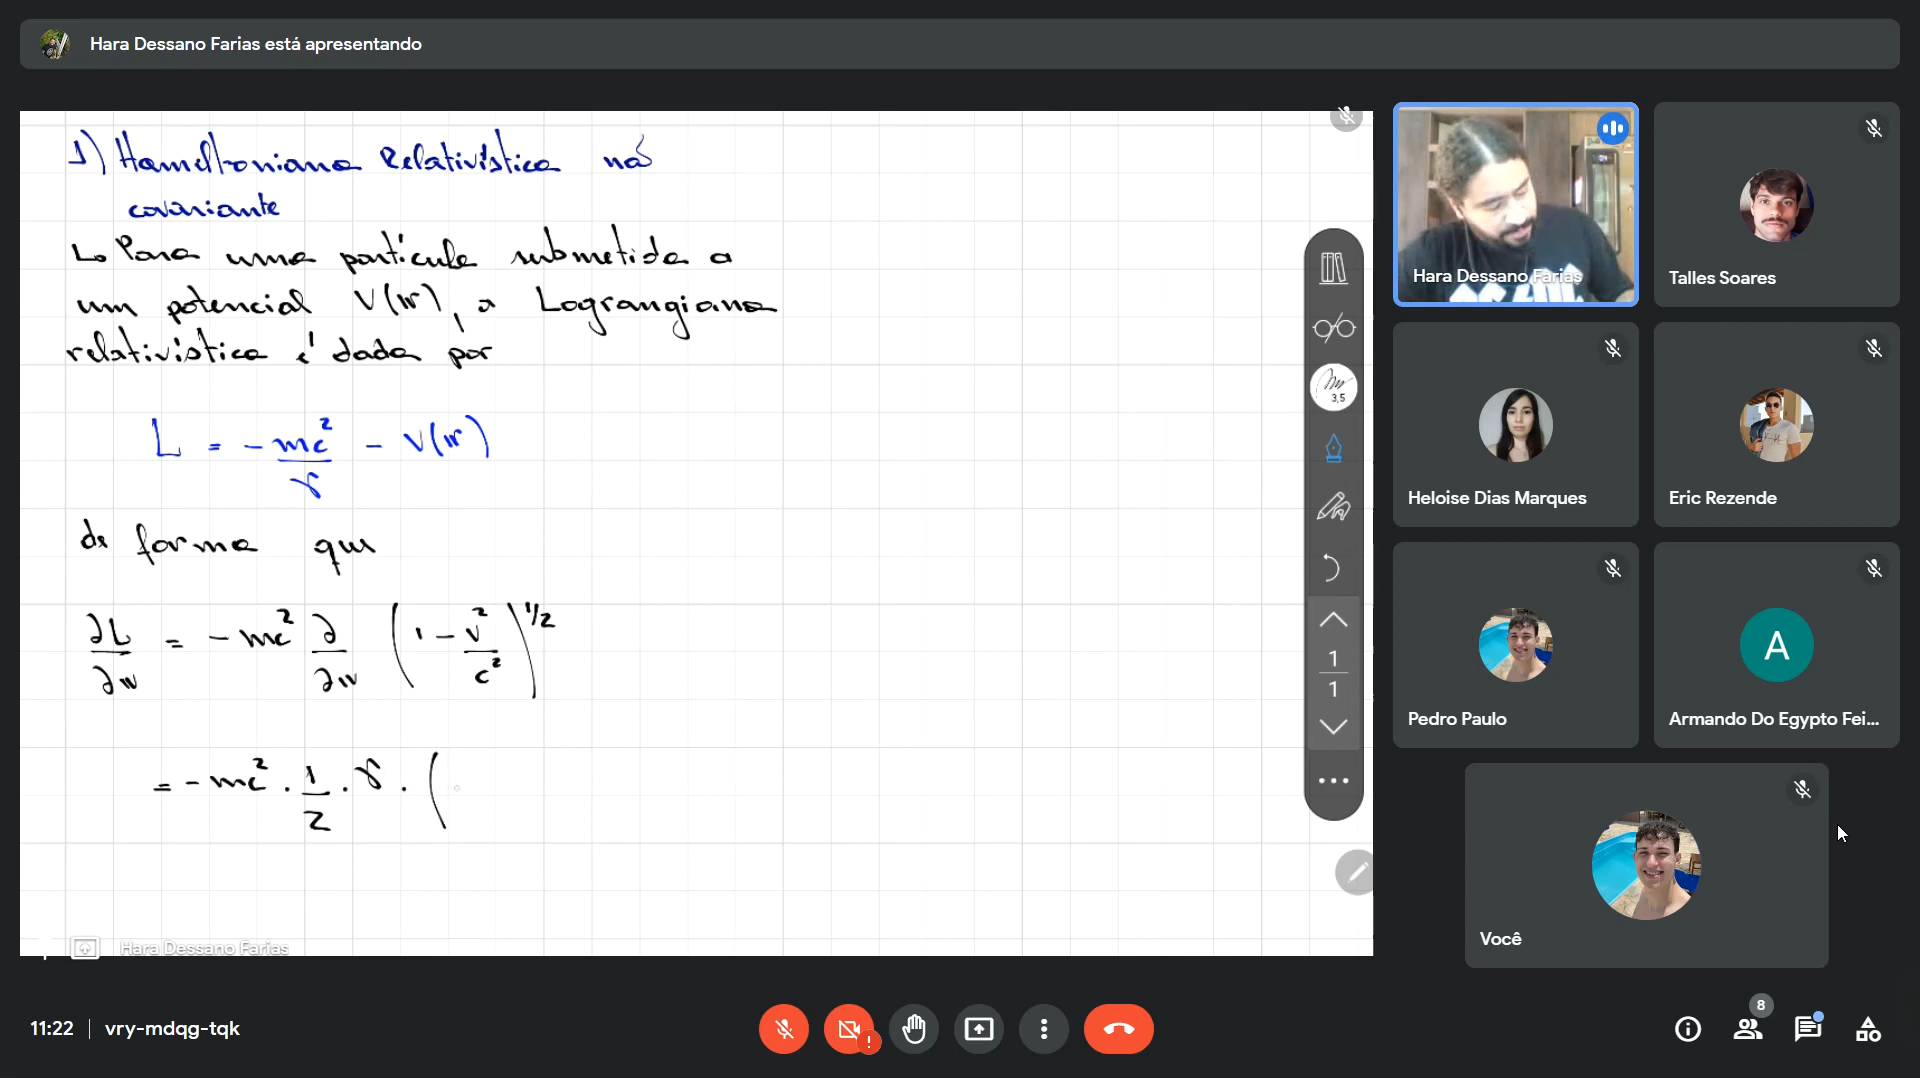 Hara Dessano Farias está apresentando
1) Hamiltoniana Relativística não
covariante
↳ Para uma partícula submetida a
um potencial V(𝕣), a Lagrangiana
relativística é dada por
L = -mc²/γ - V(𝕣)
de forma que
∂L/∂𝕧 = -mc² ∂/∂𝕧 (1 - v²/c²)^1/2
= -mc² · 1/2 · γ · (
3,5
1
1
Hara Dessano Farias
Hara Dessano Farias
Talles Soares
Heloise Dias Marques
Eric Rezende
Pedro Paulo
A
Armando Do Egypto Fei...
Você
11:22 | vry-mdqg-tqk
8